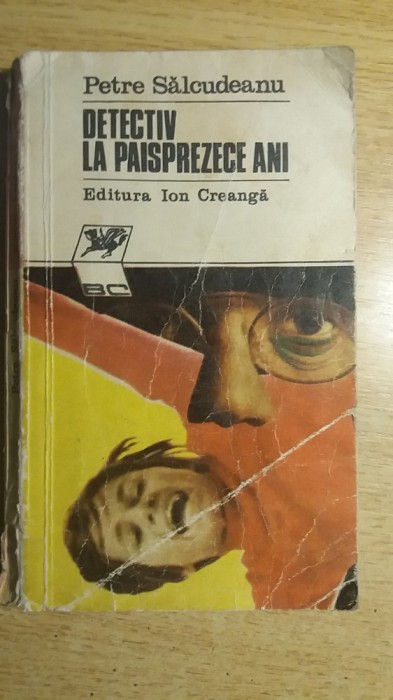 Petre Sălcudeanu
DETECTIV
LA PAISPREZECE ANI
Editura Ion Creangă
BC